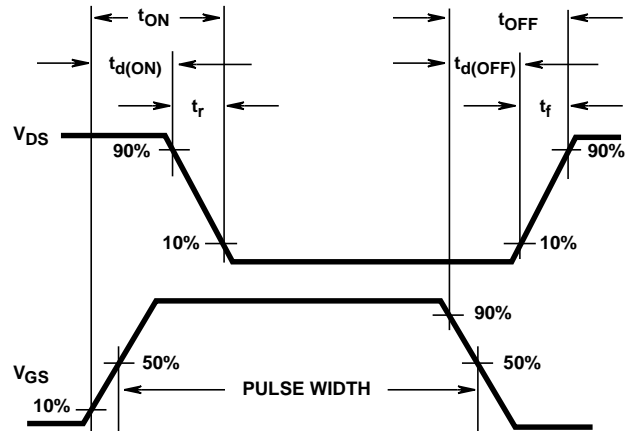 tON
tOFF
td(ON)
td(OFF)
tr
tf
VDS
90%
90%
10%
10%
90%
50%
50%
VGS
PULSE WIDTH
10%